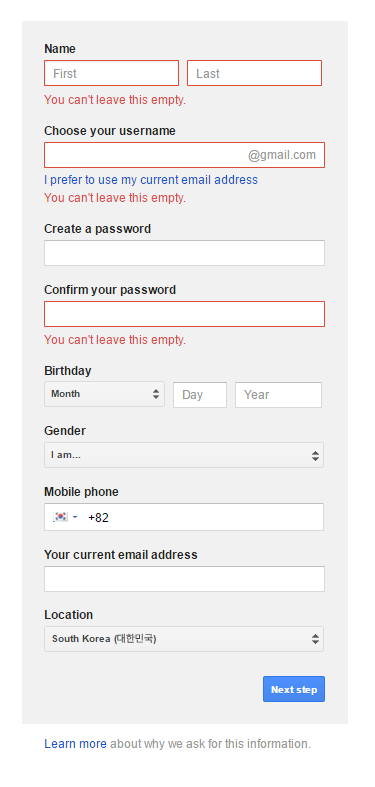 Name
First Last
You can't leave this empty.
Choose your username
@gmail.com
I prefer to use my current email address
You can't leave this empty.
Create a password
Confirm your password
You can't leave this empty.
Birthday
Month Day Year
Gender
I am...
Mobile phone
+82
Your current email address
Location
South Korea (대한민국)
Next step
Learn more about why we ask for this information.